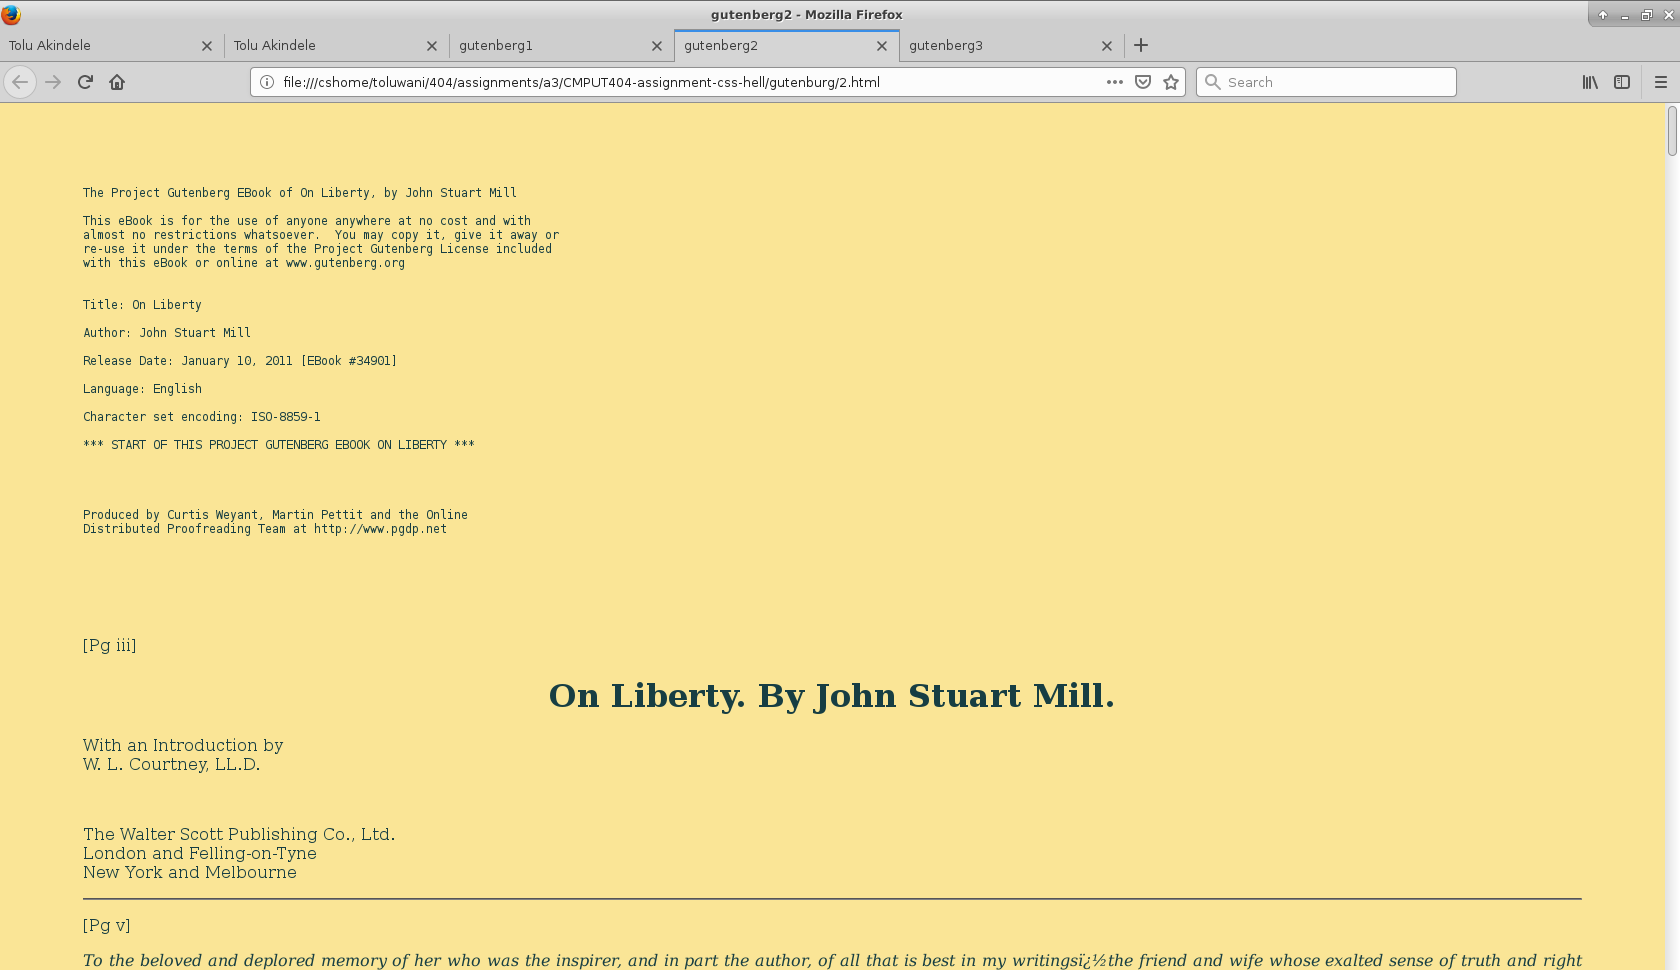 gutenberg2 - Mozilla Firefox
Tolu Akindele
Tolu Akindele
gutenberg1
gutenberg2
gutenberg3
file:///cshome/toluwani/404/assignments/a3/CMPUT404-assignment-css-hell/gutenburg/2.html
Search
The Project Gutenberg EBook of On Liberty, by John Stuart Mill
This eBook is for the use of anyone anywhere at no cost and with
almost no restrictions whatsoever.  You may copy it, give it away or
re-use it under the terms of the Project Gutenberg License included
with this eBook or online at www.gutenberg.org
Title: On Liberty
Author: John Stuart Mill
Release Date: January 10, 2011 [EBook #34901]
Language: English
Character set encoding: ISO-8859-1
*** START OF THIS PROJECT GUTENBERG EBOOK ON LIBERTY ***
Produced by Curtis Weyant, Martin Pettit and the Online
Distributed Proofreading Team at http://www.pgdp.net
[Pg iii]
On Liberty. By John Stuart Mill.
With an Introduction by
W. L. Courtney, LL.D.
The Walter Scott Publishing Co., Ltd.
London and Felling-on-Tyne
New York and Melbourne
[Pg v]
To the beloved and deplored memory of her who was the inspirer, and in part the author, of all that is best in my writingsï¿½the friend and wife whose exalted sense of truth and right